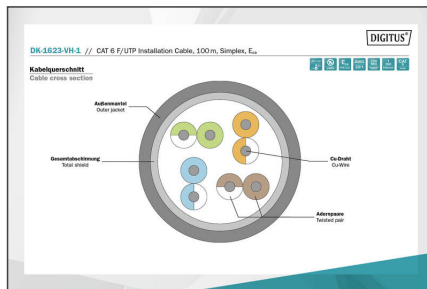 DIGITUS®
DK-1623-VH-1 // CAT 6 F/UTP Installation Cable, 100 m, Simplex, Eca
Kabelquerschnitt
Cable cross section
Außenmantel
Outer jacket
Gesamtabschirmung
Total shield
Cu-Draht
Cu-Wire
Adernpaare
Twisted pair